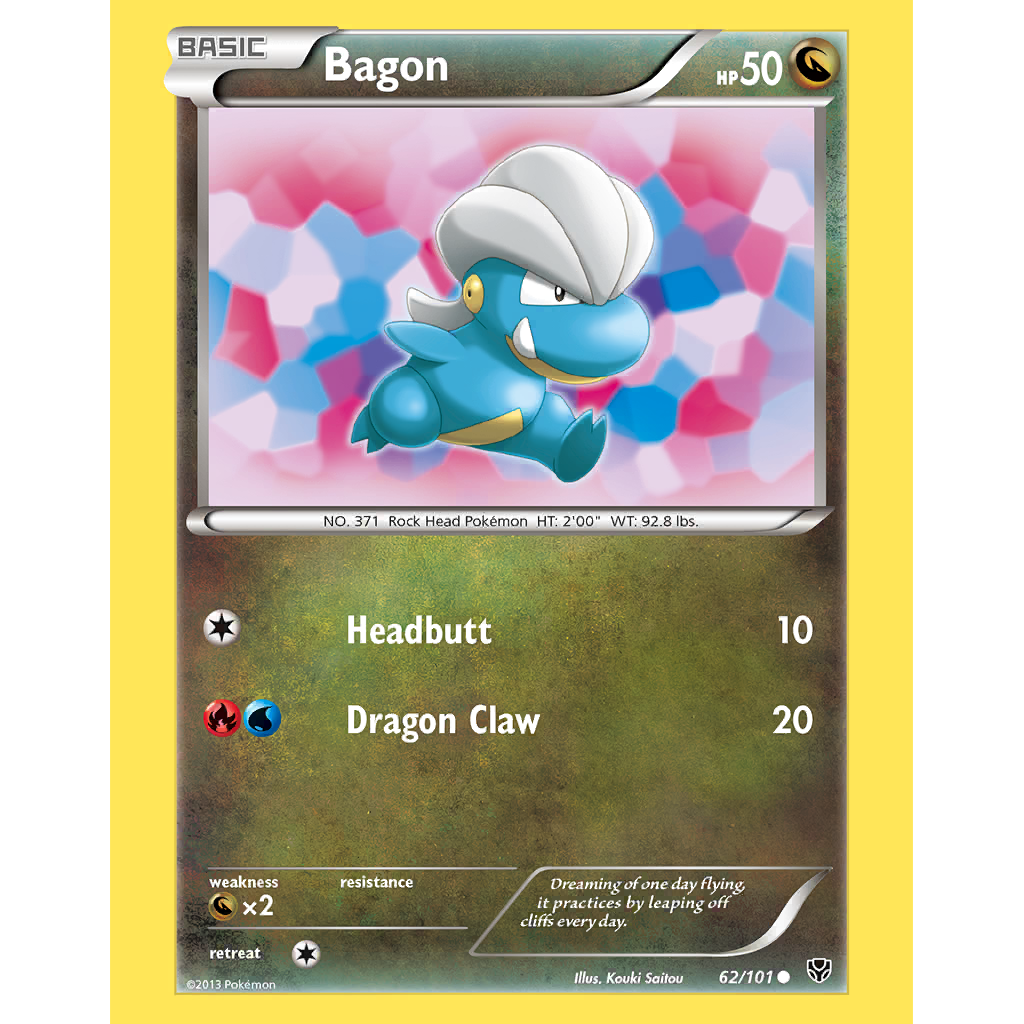 BASIC Bagon HP 50
NO. 371 Rock Head Pokémon HT: 2'00" WT: 92.8 lbs.
Headbutt 10
Dragon Claw 20
weakness resistance
×2
retreat
Dreaming of one day flying,
it practices by leaping off
cliffs every day.
Illus. Kouki Saitou 62/101
©2013 Pokémon